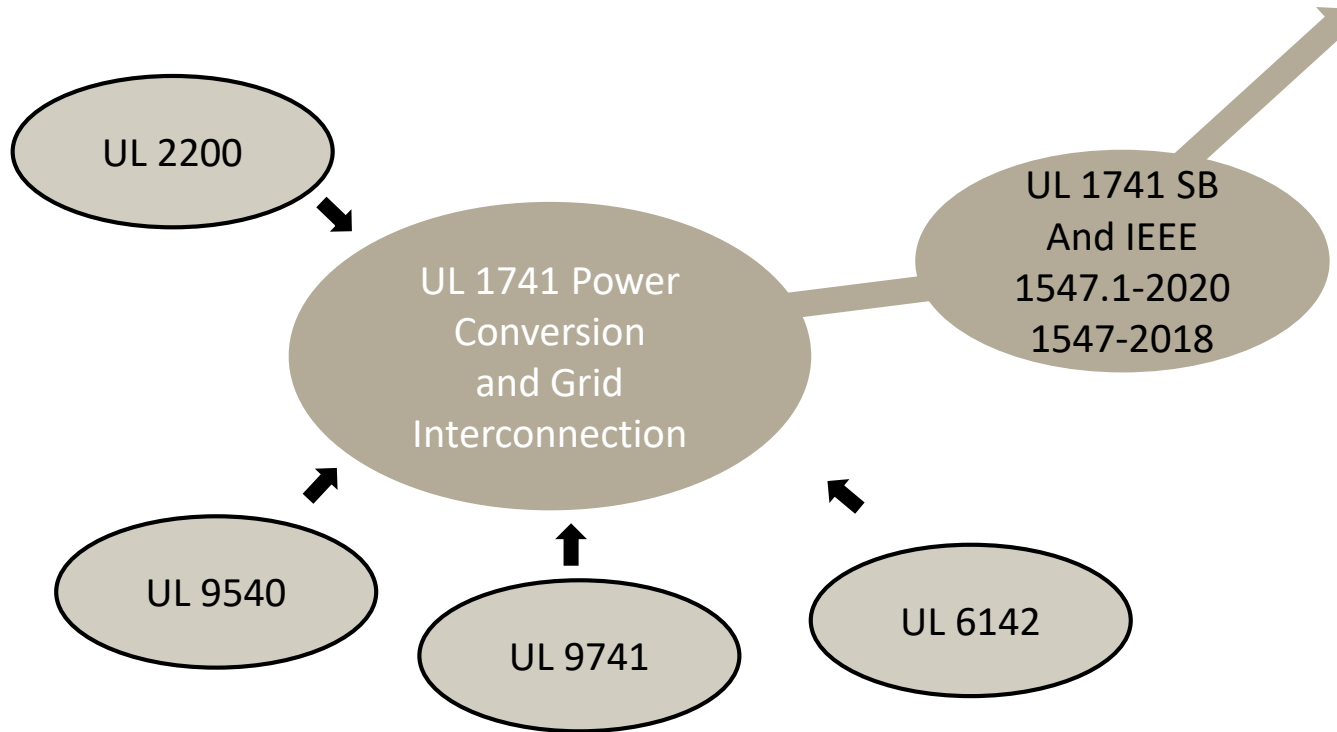 UL 2200
UL 1741 SB
And IEEE
1547.1-2020
1547-2018
UL 1741 Power
Conversion
and Grid
Interconnection
UL 9540
UL 9741
UL 6142